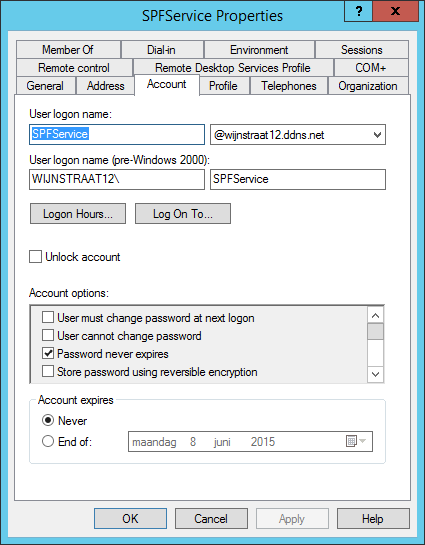 SPFService Properties
? x
Member Of Dial-in Environment Sessions
Remote control Remote Desktop Services Profile COM+
General Address Account Profile Telephones Organization
User logon name:
SPFService @wijnstraat12.ddns.net
User logon name (pre-Windows 2000):
WIJNSTRAAT12\ SPFService
Logon Hours... Log On To...
Unlock account
Account options:
User must change password at next logon
User cannot change password
Password never expires
Store password using reversible encryption
Account expires
Never
End of: maandag 8 juni 2015
OK Cancel Apply Help